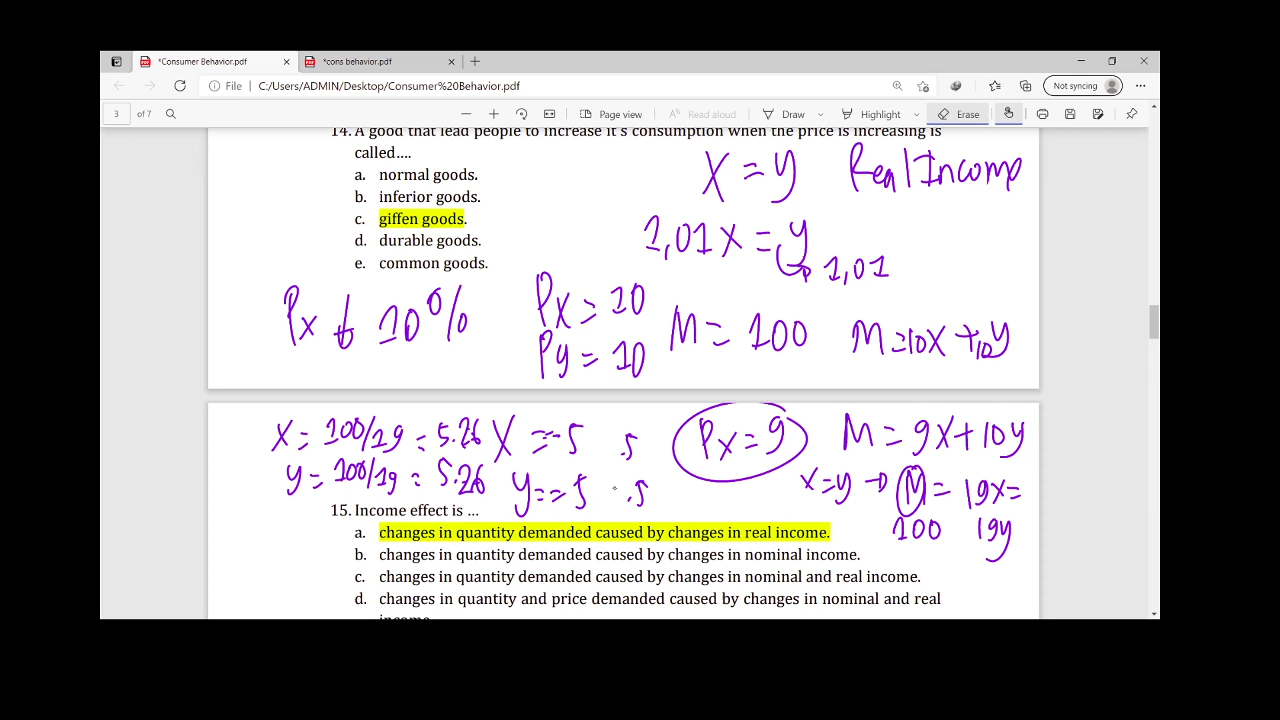 *Consumer Behavior.pdf *cons behavior.pdf
File C:/Users/ADMIN/Desktop/Consumer%20Behavior.pdf Not syncing
3 of 7 Page view Read aloud Draw Highlight Erase
14. A good that lead people to increase it's consumption when the price is increasing is
called....
a. normal goods.
b. inferior goods.
c. giffen goods.
d. durable goods.
e. common goods.
X = y Real Incomp
1,01X = y
1,01
Px ↓ 10%
Px = 10
Py = 10
M = 100 M = 10X + 10y
X = 100/19 = 5.26 X = 5 .5 Px = 9 M = 9X + 10y
y = 100/19 = 5.26 y = = 5 .5 X = y → M = 19X =
100 19y
15. Income effect is …
a. changes in quantity demanded caused by changes in real income.
b. changes in quantity demanded caused by changes in nominal income.
c. changes in quantity demanded caused by changes in nominal and real income.
d. changes in quantity and price demanded caused by changes in nominal and real
income.